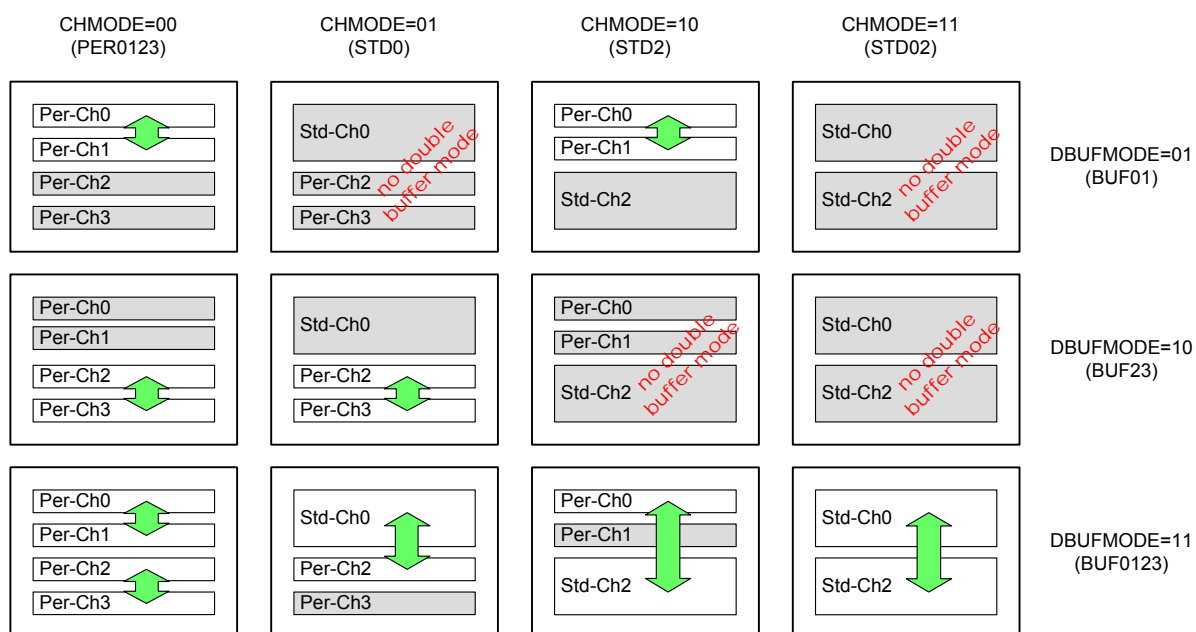 CHMODE=00
(PER0123)
CHMODE=01
(STD0)
CHMODE=10
(STD2)
CHMODE=11
(STD02)
Per-Ch0
Per-Ch1
Per-Ch2
Per-Ch3
Std-Ch0
Per-Ch2
Per-Ch3
no double
buffer mode
Per-Ch0
Per-Ch1
Std-Ch2
Std-Ch0
Std-Ch2
no double
buffer mode
DBUFMODE=01
(BUF01)
Per-Ch0
Per-Ch1
Per-Ch2
Per-Ch3
Std-Ch0
Per-Ch2
Per-Ch3
Per-Ch0
Per-Ch1
Std-Ch2
no double
buffer mode
Std-Ch0
Std-Ch2
no double
buffer mode
DBUFMODE=10
(BUF23)
Per-Ch0
Per-Ch1
Per-Ch2
Per-Ch3
Std-Ch0
Per-Ch2
Per-Ch3
Per-Ch0
Per-Ch1
Std-Ch2
Std-Ch0
Std-Ch2
DBUFMODE=11
(BUF0123)